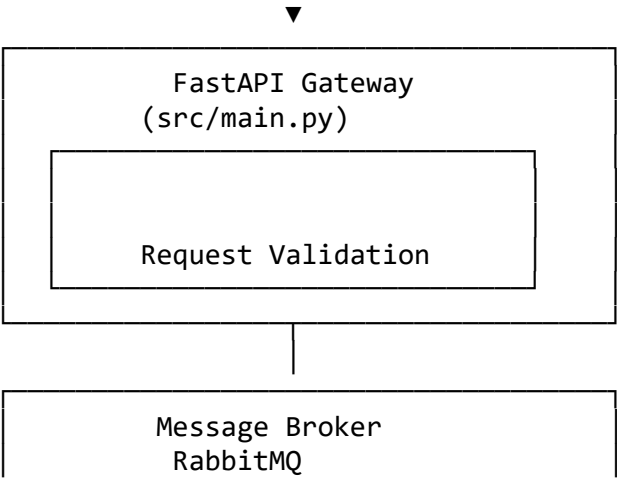 FastAPI Gateway
(src/main.py)
Request Validation
Message Broker
RabbitMQ